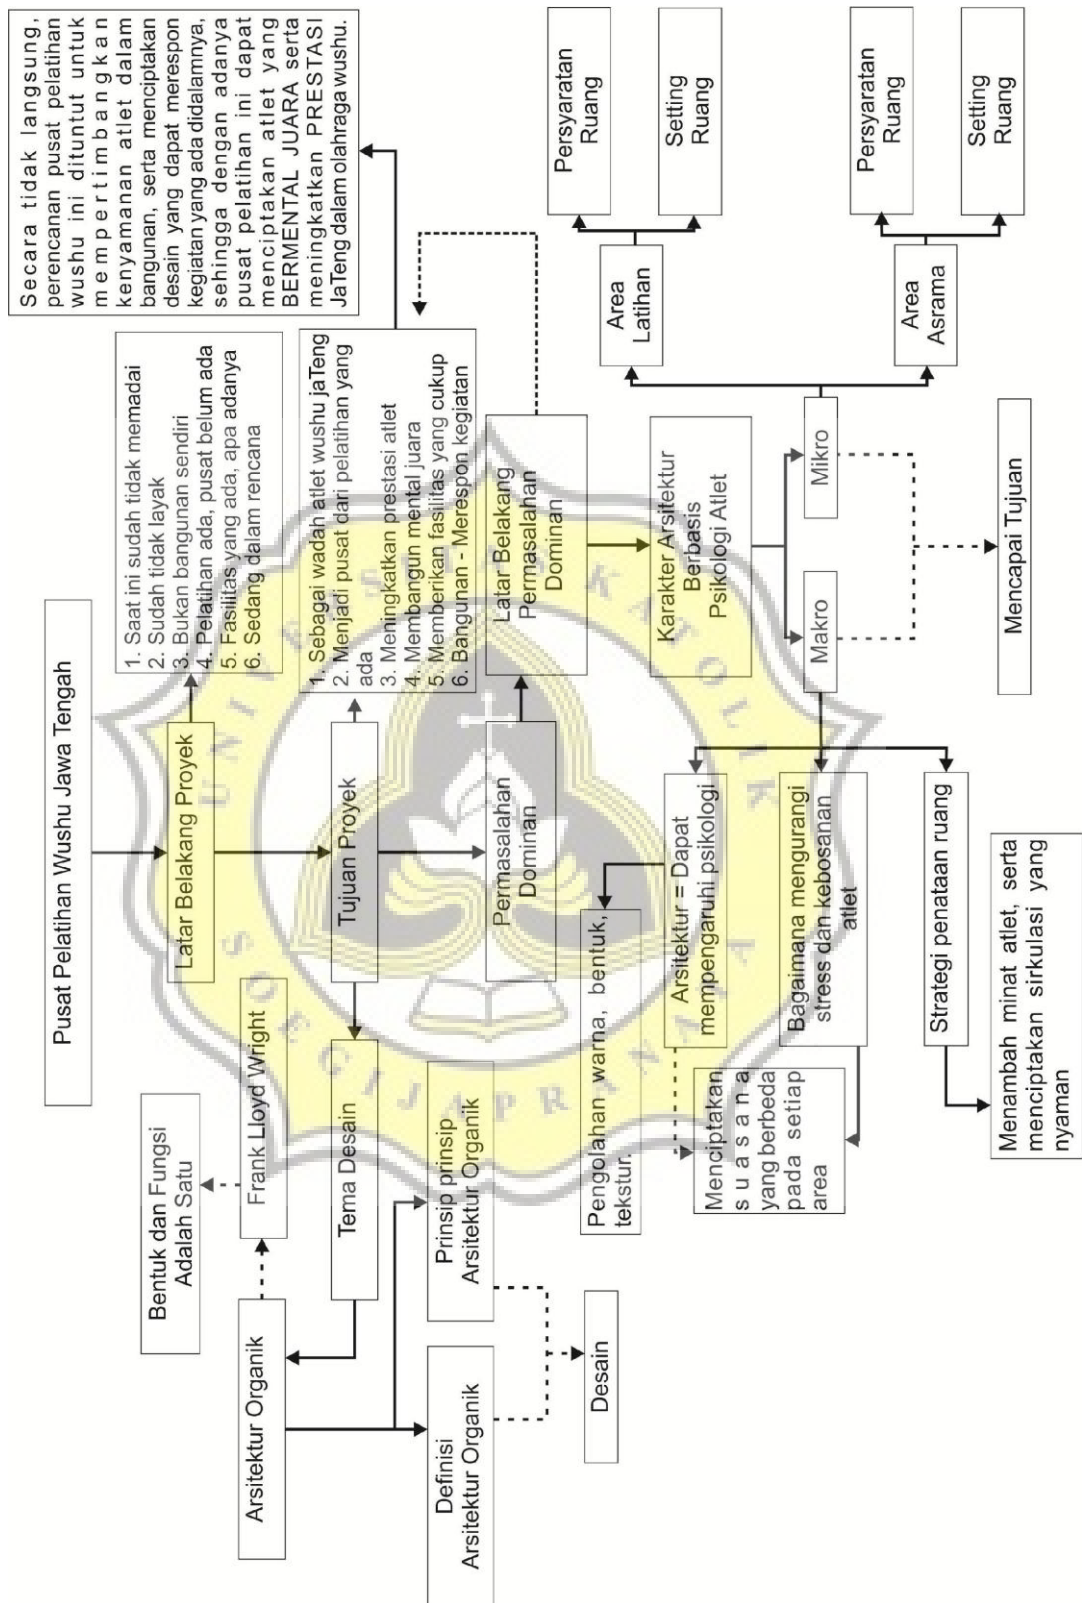 Pusat Pelatihan Wushu Jawa Tengah
Latar Belakang Proyek
1. Saat ini sudah tidak memadai
2. Sudah tidak layak
3. Bukan bangunan sendiri
4. Pelatihan ada, pusat belum ada
5. Fasilitas yang ada, apa adanya
6. Sedang dalam rencana
Secara tidak langsung,
perencanan pusat pelatihan
wushu ini dituntut untuk
mempertimbangkan
kenyamanan atlet dalam
bangunan, serta menciptakan
desain yang dapat merespon
kegiatan yang ada didalamnya,
sehingga dengan adanya
pusat pelatihan ini dapat
menciptakan atlet yang
BERMENTAL JUARA serta
meningkatkan PRESTASI
JaTeng dalam olahraga wushu.
Bentuk dan Fungsi
Adalah Satu
Frank Lloyd Wright
Arsitektur Organik
Tema Desain
Tujuan Proyek
1. Sebagai wadah atlet wushu jaTeng
2. Menjadi pusat dari pelatihan yang
ada
3. Meningkatkan prestasi atlet
4. Membangun mental juara
5. Memberikan fasilitas yang cukup
6. Bangunan - Merespon kegiatan
Definisi
Arsitektur Organik
Prinsip prinsip
Arsitektur Organik
Desain
Permasalahan
Dominan
Latar Belakang
Permasalahan
Dominan
Karakter Arsitektur
Berbasis
Psikologi Atlet
Pengolahan warna, bentuk,
tekstur.
Arsitektur = Dapat
mempengaruhi psikologi
Menciptakan
suasana
yang berbeda
pada setiap
area
Bagaimana mengurangi
stress dan kebosanan
atlet
Strategi penataan ruang
Menambah minat atlet, serta
menciptakan sirkulasi yang
nyaman
Makro
Mikro
Mencapai Tujuan
Area
Latihan
Persyaratan
Ruang
Setting
Ruang
Area
Asrama
Persyaratan
Ruang
Setting
Ruang
UNIVERSITAS KATOLIK
SOEGIJAPRANATA